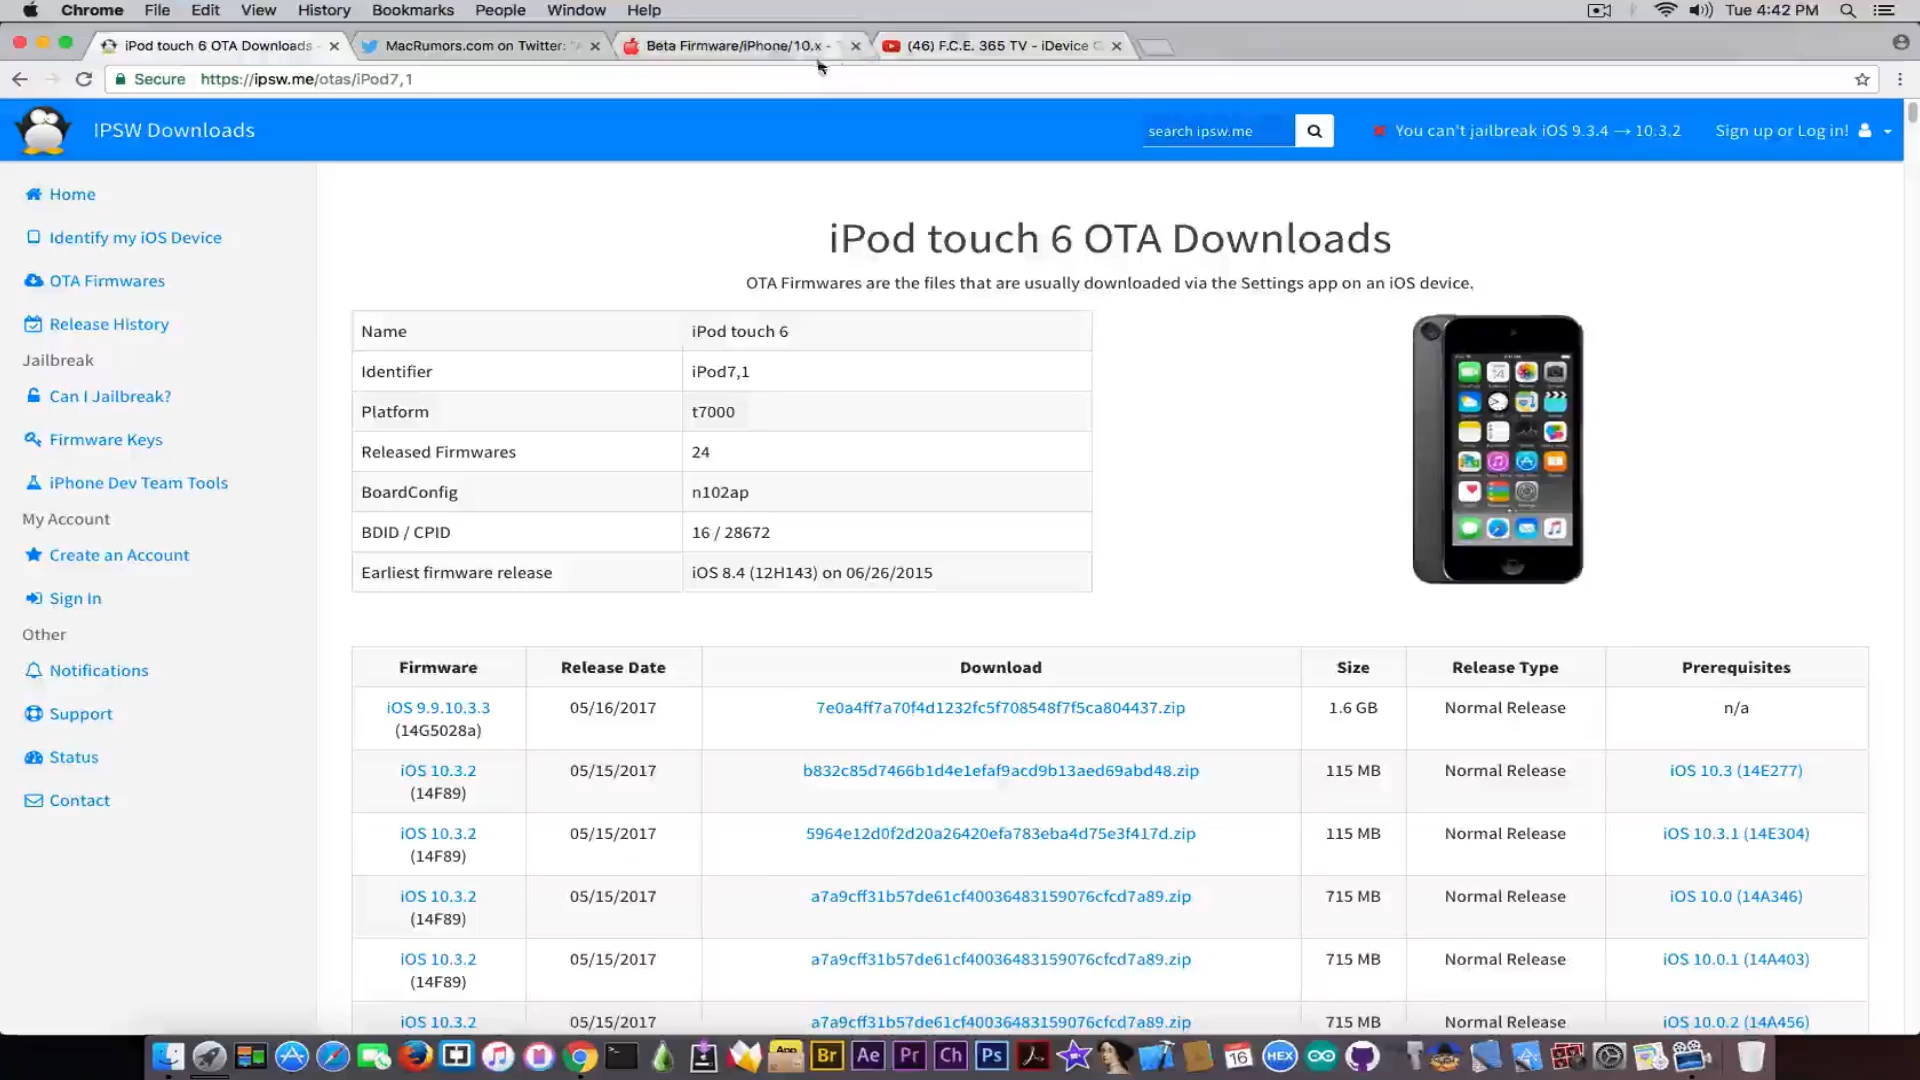 Chrome File Edit View History Bookmarks People Window Help Tue 4:42 PM
iPod touch 6 OTA Downloads - MacRumors.com on Twitter: "A Beta Firmware/iPhone/10.x - T (46) F.C.E. 365 TV - iDevice C
Secure https://ipsw.me/otas/iPod7,1
IPSW Downloads search ipsw.me You can't jailbreak iOS 9.3.4 → 10.3.2 Sign up or Log in!
Home
Identify my iOS Device
OTA Firmwares
Release History
Jailbreak
Can I Jailbreak?
Firmware Keys
iPhone Dev Team Tools
My Account
Create an Account
Sign In
Other
Notifications
Support
Status
Contact
iPod touch 6 OTA Downloads
OTA Firmwares are the files that are usually downloaded via the Settings app on an iOS device.
Name iPod touch 6
Identifier iPod7,1
Platform t7000
Released Firmwares 24
BoardConfig n102ap
BDID / CPID 16 / 28672
Earliest firmware release iOS 8.4 (12H143) on 06/26/2015
Firmware Release Date Download Size Release Type Prerequisites
iOS 9.9.10.3.3 05/16/2017 7e0a4ff7a70f4d1232fc5f708548f7f5ca804437.zip 1.6 GB Normal Release n/a
(14G5028a)
iOS 10.3.2 05/15/2017 b832c85d7466b1d4e1efaf9acd9b13aed69abd48.zip 115 MB Normal Release iOS 10.3 (14E277)
(14F89)
iOS 10.3.2 05/15/2017 5964e12d0f2d20a26420efa783eba4d75e3f417d.zip 115 MB Normal Release iOS 10.3.1 (14E304)
(14F89)
iOS 10.3.2 05/15/2017 a7a9cff31b57de61cf40036483159076cfcd7a89.zip 715 MB Normal Release iOS 10.0 (14A346)
(14F89)
iOS 10.3.2 05/15/2017 a7a9cff31b57de61cf40036483159076cfcd7a89.zip 715 MB Normal Release iOS 10.0.1 (14A403)
(14F89)
iOS 10.3.2 05/15/2017 a7a9cff31b57de61cf40036483159076cfcd7a89.zip 715 MB Normal Release iOS 10.0.2 (14A456)
App Br Ae Pr Ch Ps 16 HEX